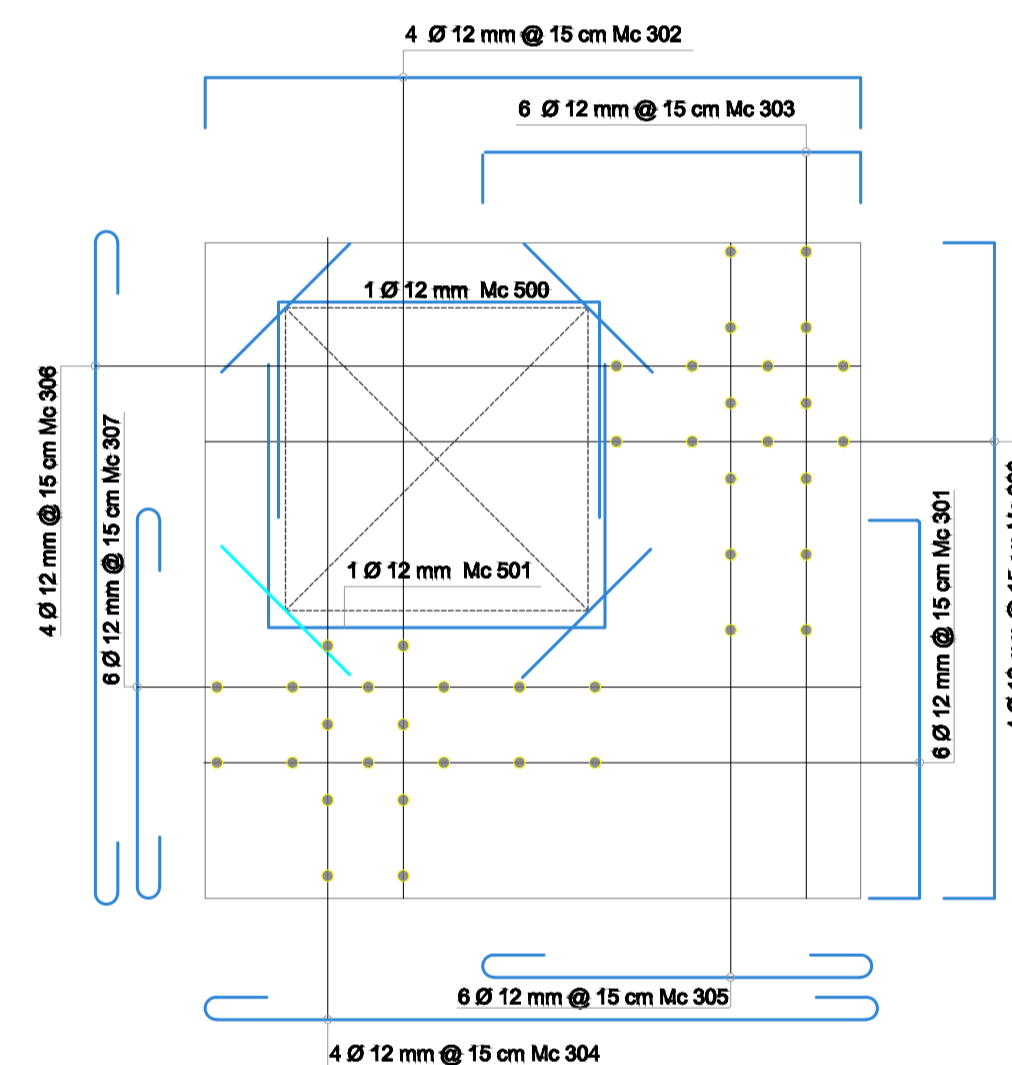 4 Ø 12 mm @ 15 cm Mc 302
6 Ø 12 mm @ 15 cm Mc 303
1 Ø 12 mm Mc 500
4 Ø 12 mm @ 15 cm Mc 306
6 Ø 12 mm @ 15 cm Mc 307
1 Ø 12 mm Mc 501
6 Ø 12 mm @ 15 cm Mc 301
6 Ø 12 mm @ 15 cm Mc 305
4 Ø 12 mm @ 15 cm Mc 304